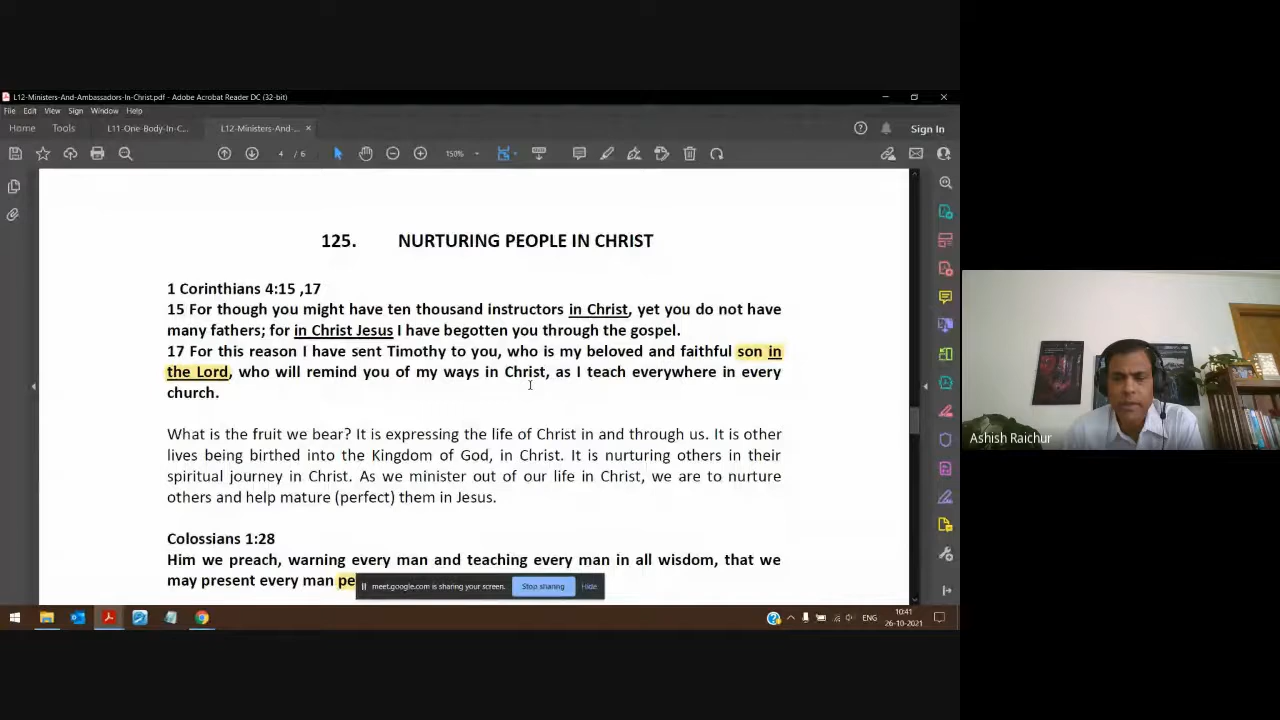 L12-Ministers-And-Ambassadors-In-Christ.pdf - Adobe Acrobat Reader DC (32-bit)
File Edit View Sign Window Help
Home Tools L11-One-Body-In-C... L12-Ministers-And-... × Sign In
4 / 6 150%
125. NURTURING PEOPLE IN CHRIST
1 Corinthians 4:15 ,17
15 For though you might have ten thousand instructors in Christ, yet you do not have
many fathers; for in Christ Jesus I have begotten you through the gospel.
17 For this reason I have sent Timothy to you, who is my beloved and faithful son in
the Lord, who will remind you of my ways in Christ, as I teach everywhere in every
church.
What is the fruit we bear? It is expressing the life of Christ in and through us. It is other
lives being birthed into the Kingdom of God, in Christ. It is nurturing others in their
spiritual journey in Christ. As we minister out of our life in Christ, we are to nurture
others and help mature (perfect) them in Jesus.
Colossians 1:28
Him we preach, warning every man and teaching every man in all wisdom, that we
may present every man pe
meet.google.com is sharing your screen. Stop sharing Hide
ENG
10:41
26-10-2021
Ashish Raichur